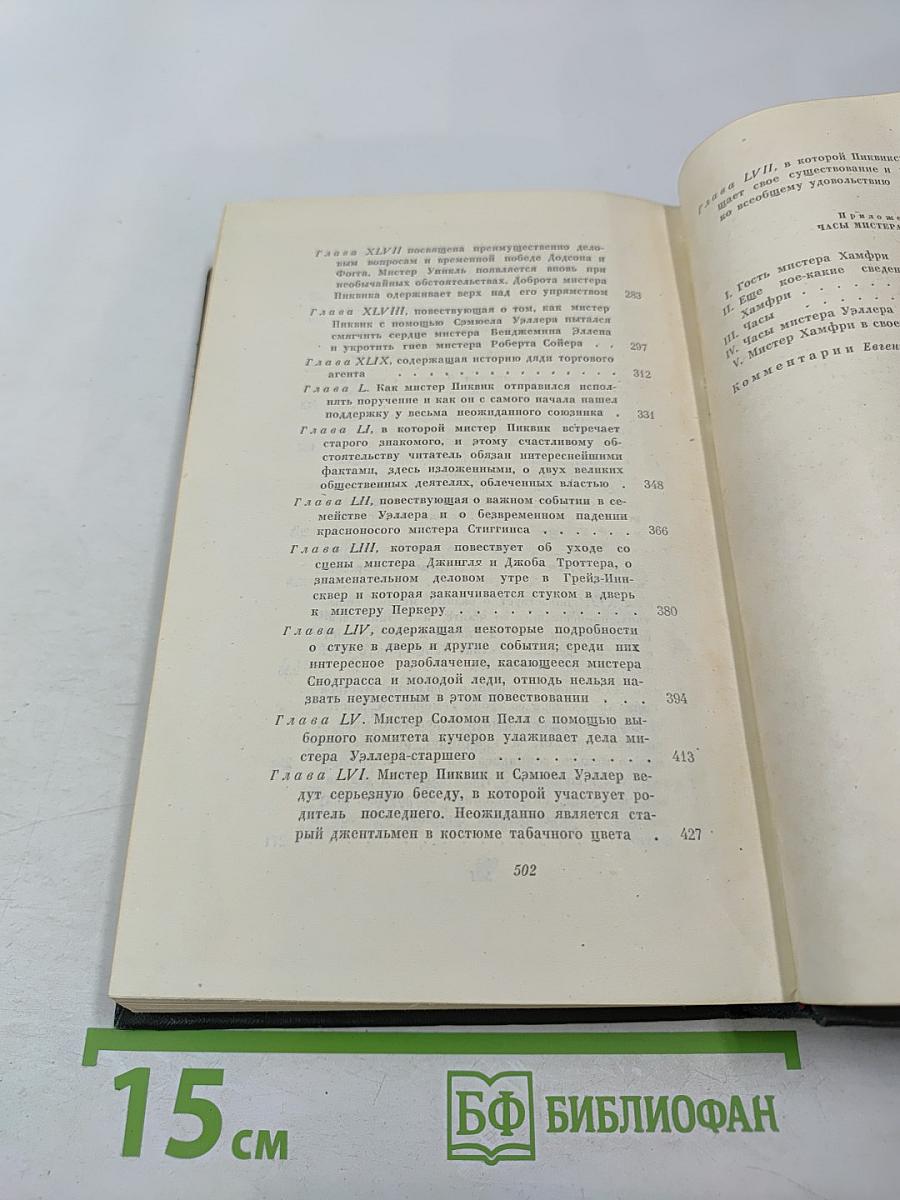 Глава XLVII посвящена преимущественно дело-
вым вопросам и временной победе Додсона и
Фогга. Мистер Уинкль появляется вновь при
необычайных обстоятельствах. Доброта мистера
Пиквика одерживает верх над его упрямством 283
Глава XLVIII, повествующая о том, как мистер
Пиквик с помощью Сэмюела Уэллера пытался
смягчить сердце мистера Бенджемина Эллена
и укротить гнев мистера Роберта Сойера . . 297
Глава XLIX, содержащая историю дяди торгового
агента . . . . . . . . . . . . . . 312
Глава L. Как мистер Пиквик отправился испол-
нять поручение и как он с самого начала нашел
поддержку у весьма неожиданного союзника . 331
Глава LI, в которой мистер Пиквик встречает
старого знакомого, и этому счастливому об-
стоятельству читатель обязан интереснейшими
фактами, здесь изложенными, о двух великих
общественных деятелях, облеченных властью . 348
Глава LII, повествующая о важном событии в се-
мействе Уэллера и о безвременном падении
красноносого мистера Стиггинса . . . . . . 366
Глава LIII, которая повествует об уходе со
сцены мистера Джингля и Джоба Троттера, о
знаменательном деловом утре в Грейз-Инн-
сквер и которая заканчивается стуком в дверь
к мистеру Перкеру . . . . . . . . . . . 380
Глава LIV, содержащая некоторые подробности
о стуке в дверь и другие события; среди них
интересное разоблачение, касающееся мистера
Снодграсса и молодой леди, отнюдь нельзя на-
звать неуместным в этом повествовании . . . 394
Глава LV. Мистер Соломон Пелл с помощью вы-
борного комитета кучеров улаживает дела ми-
стера Уэллера-старшего . . . . . . . . . 413
Глава LVI. Мистер Пиквик и Сэмюел Уэллер ве-
дут серьезную беседу, в которой участвует ро-
дитель последнего. Неожиданно является ста-
рый джентльмен в костюме табачного цвета . 427
502
Глава LVII, в которой Пиквикс
щает свое существование и
ко всеобщему удовольствию
Приложе
ЧАСЫ МИСТЕРА
I. Гость мистера Хамфри
II. Еще кое-какие сведен
Хамфри . . . . .
III. Часы . . . . .
IV. Часы мистера Уэллера
V. Мистер Хамфри в свое
Комментарии Евген
15 см
БФ БИБЛИОФАН